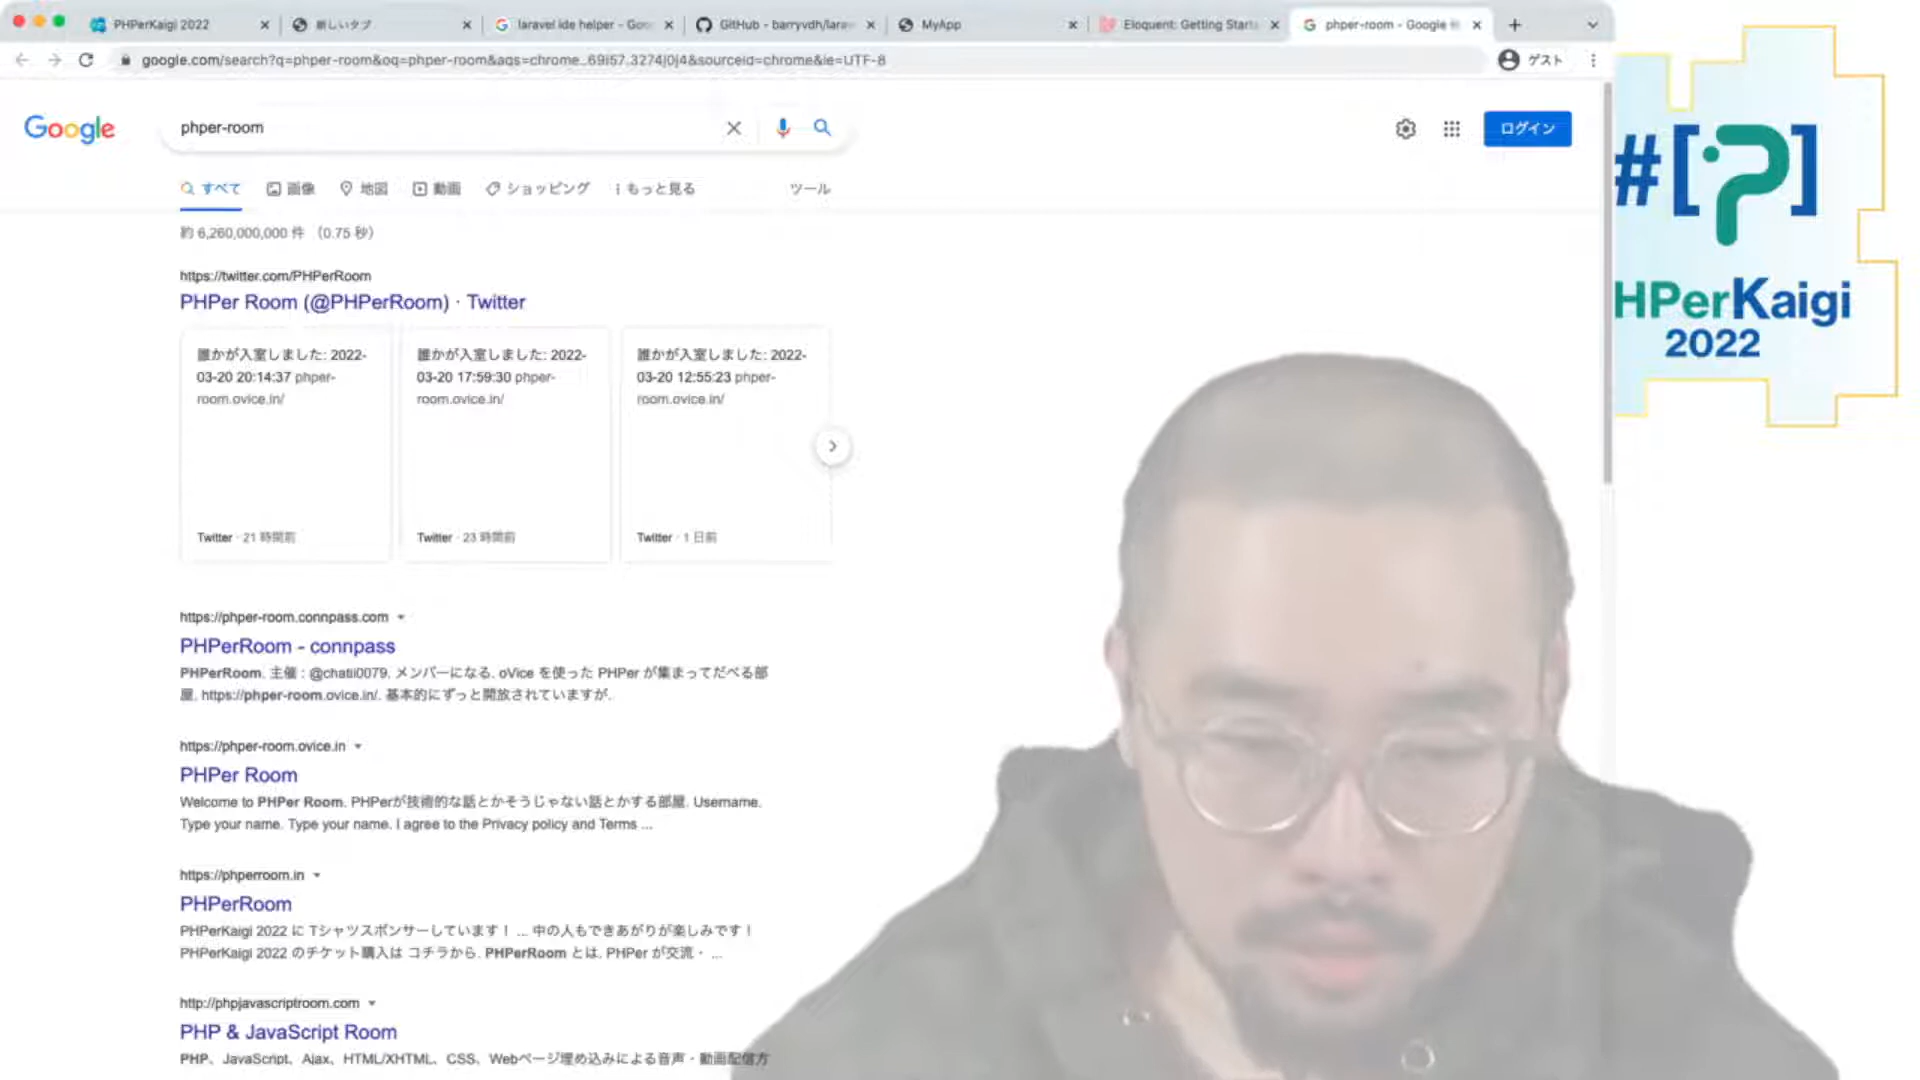 PHPerKaigi 2022
新しいタブ
laravel ide helper - Goo
GitHub - barryvdh/larav
MyApp
Eloquent: Getting Starte
phper-room - Google
google.com/search?q=phper-room&oq=phper-room&aqs=chrome..69i57.3274j0j4&sourceid=chrome&ie=UTF-8
ゲスト
Google
phper-room
ログイン
すべて
画像
地図
動画
ショッピング
もっと見る
ツール
約 6,260,000,000 件 （0.75 秒）
https://twitter.com/PHPerRoom
PHPer Room (@PHPerRoom) · Twitter
誰かが入室しました: 2022-
03-20 20:14:37 phper-
room.ovice.in/
Twitter · 21 時間前
誰かが入室しました: 2022-
03-20 17:59:30 phper-
room.ovice.in/
Twitter · 23 時間前
誰かが入室しました: 2022-
03-20 12:55:23 phper-
room.ovice.in/
Twitter · 1 日前
https://phper-room.connpass.com
PHPerRoom - connpass
PHPerRoom. 主催 : @chatii0079. メンバーになる. oVice を使った PHPer が集まってだべる部
屋. https://phper-room.ovice.in/. 基本的にずっと開放されていますが.
https://phper-room.ovice.in
PHPer Room
Welcome to PHPer Room. PHPerが技術的な話とかそうじゃない話とかする部屋. Username.
Type your name. Type your name. I agree to the Privacy policy and Terms ...
https://phperroom.in
PHPerRoom
PHPerKaigi 2022 に Tシャツスポンサーしています！ ... 中の人もできあがりが楽しみです！
PHPerKaigi 2022 のチケット購入は コチラから. PHPerRoom とは. PHPer が交流・ ...
http://phpjavascriptroom.com
PHP & JavaScript Room
PHP、JavaScript、Ajax、HTML/XHTML、CSS、Webページ埋め込みによる音声・動画配信方
#[P]
HPerKaigi
2022